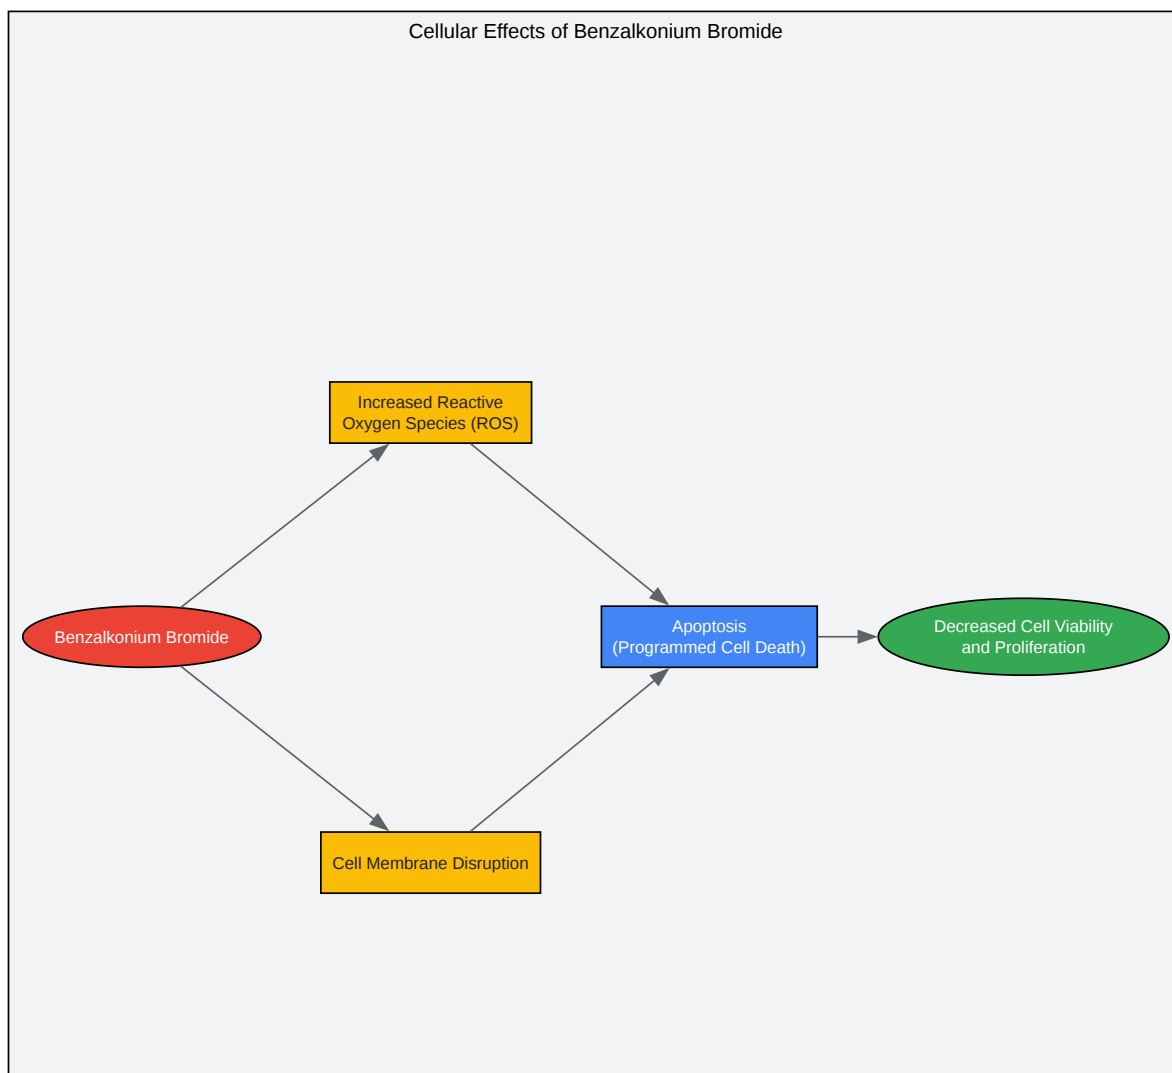 Cellular Effects of Benzalkonium Bromide
Increased Reactive
Oxygen Species (ROS)
Benzalkonium Bromide
Apoptosis
(Programmed Cell Death)
Decreased Cell Viability
and Proliferation
Cell Membrane Disruption